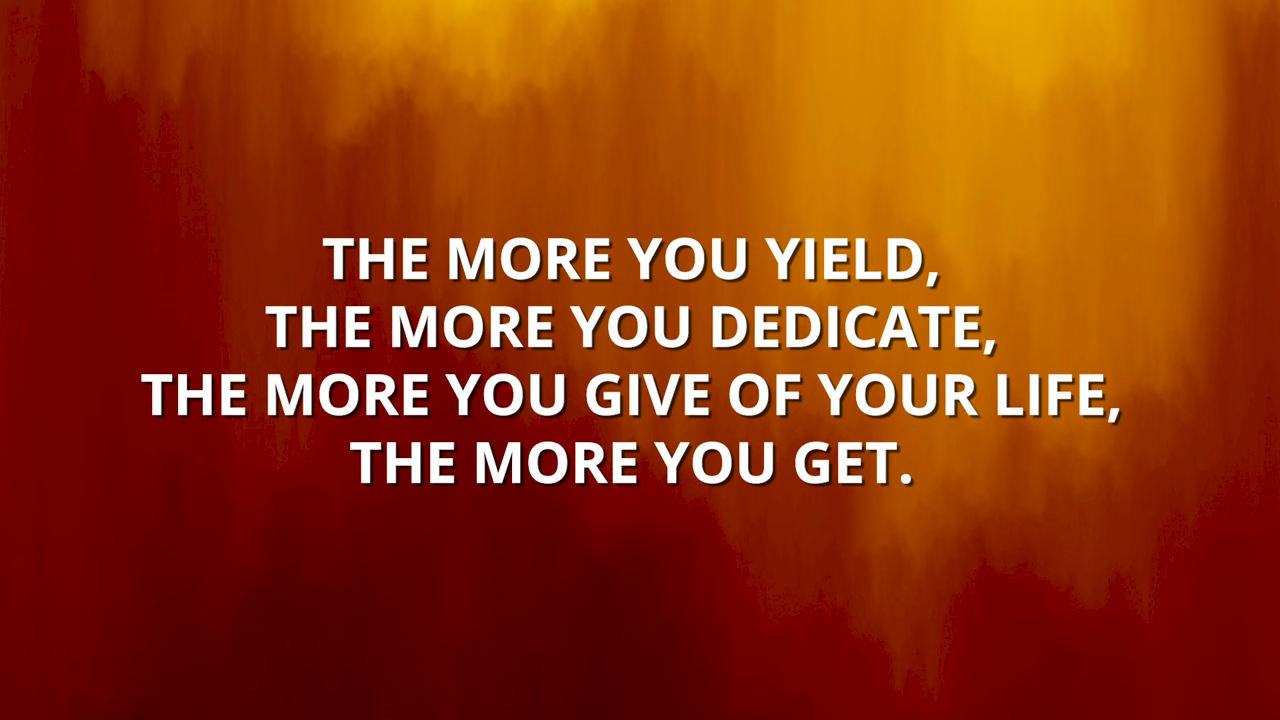 THE MORE YOU YIELD,
THE MORE YOU DEDICATE,
THE MORE YOU GIVE OF YOUR LIFE,
THE MORE YOU GET.